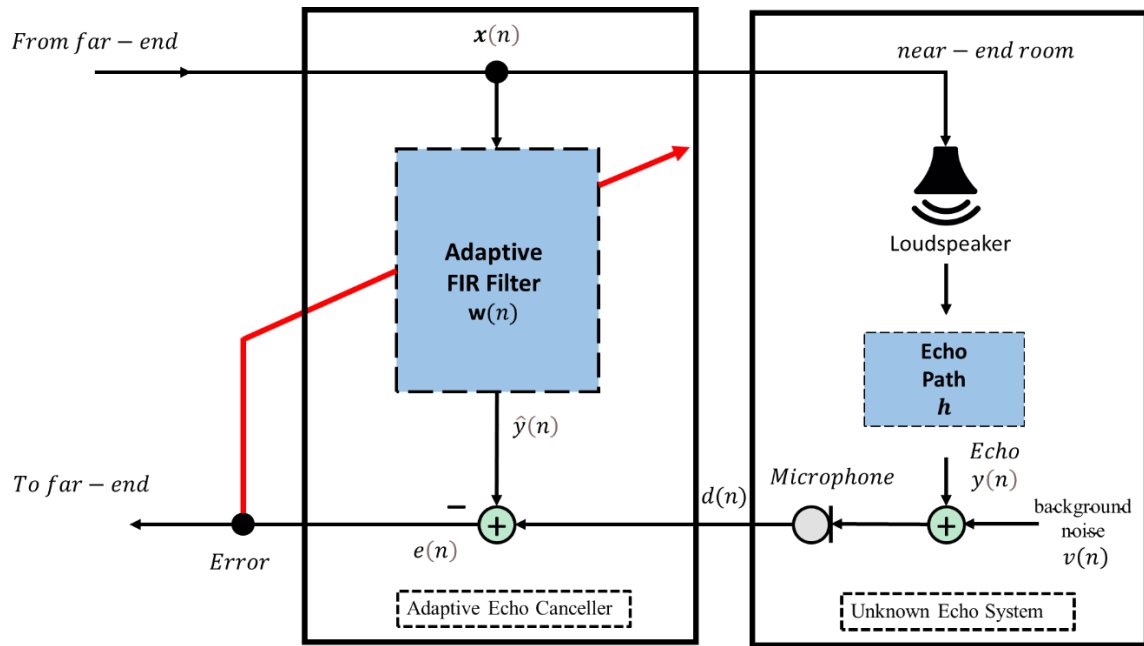 From far − end
x(n)
near − end room
Loudspeaker
Adaptive
FIR Filter
w(n)
Echo
Path
h
ŷ(n)
Echo
y(n)
To far − end
Microphone
d(n)
−
+
+
background
noise
v(n)
Error
e(n)
Adaptive Echo Canceller
Unknown Echo System